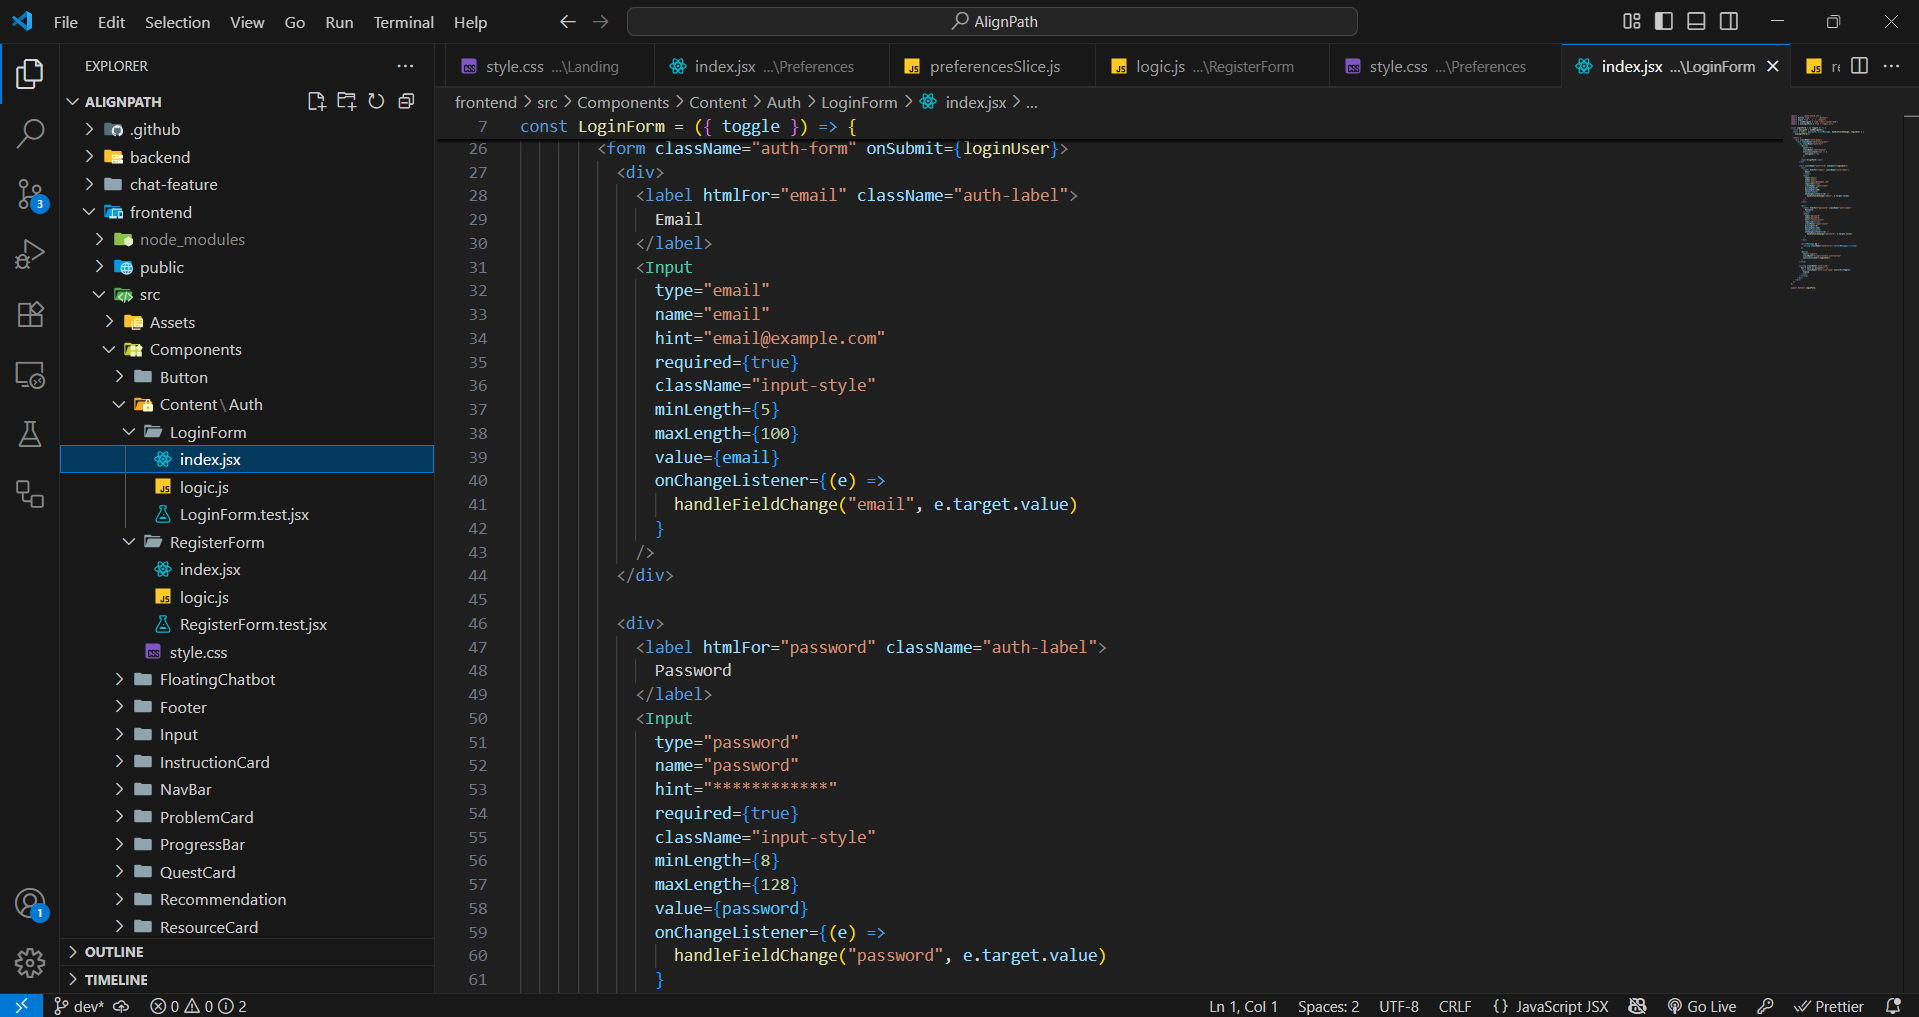 File Edit Selection View Go Run Terminal Help
AlignPath
EXPLORER
ALIGNPATH
.github
backend
chat-feature
frontend
node_modules
public
src
Assets
Components
Button
Content\Auth
LoginForm
index.jsx
logic.js
LoginForm.test.jsx
RegisterForm
index.jsx
logic.js
RegisterForm.test.jsx
style.css
FloatingChatbot
Footer
Input
InstructionCard
NavBar
ProblemCard
ProgressBar
QuestCard
Recommendation
ResourceCard
OUTLINE
TIMELINE
3
1
style.css ...\Landing
index.jsx ...\Preferences
preferencesSlice.js
logic.js ...\RegisterForm
style.css ...\Preferences
index.jsx ...\LoginForm
frontend > src > Components > Content > Auth > LoginForm > index.jsx > ...
7 const LoginForm = ({ toggle }) => {
26 <form className="auth-form" onSubmit={loginUser}>
27 <div>
28 <label htmlFor="email" className="auth-label">
29 Email
30 </label>
31 <Input
32 type="email"
33 name="email"
34 hint="email@example.com"
35 required={true}
36 className="input-style"
37 minLength={5}
38 maxLength={100}
39 value={email}
40 onChangeListener={(e) =>
41 handleFieldChange("email", e.target.value)
42 }
43 />
44 </div>
45
46 <div>
47 <label htmlFor="password" className="auth-label">
48 Password
49 </label>
50 <Input
51 type="password"
52 name="password"
53 hint="************"
54 required={true}
55 className="input-style"
56 minLength={8}
57 maxLength={128}
58 value={password}
59 onChangeListener={(e) =>
60 handleFieldChange("password", e.target.value)
61 }
dev* 0 0 2 Ln 1, Col 1 Spaces: 2 UTF-8 CRLF {} JavaScript JSX Go Live Prettier